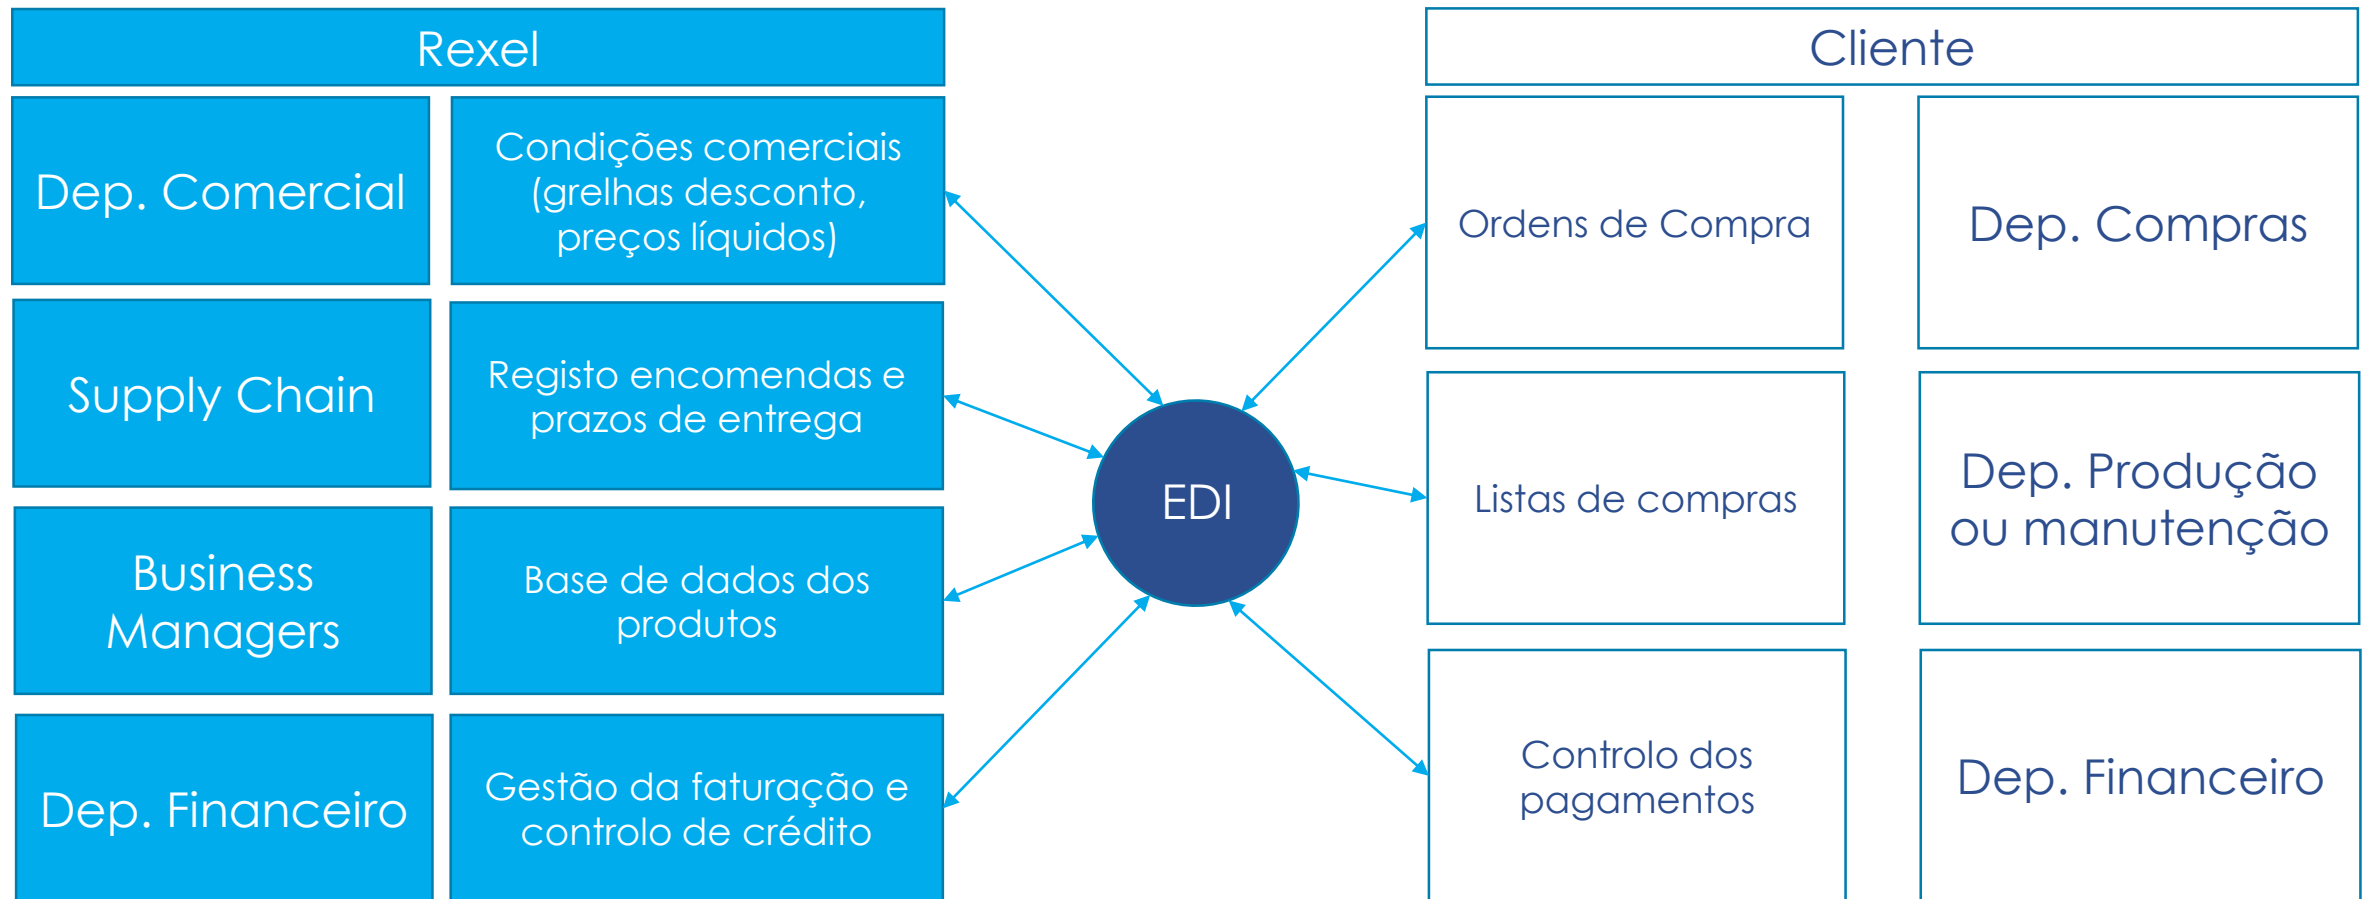 Rexel
Dep. Comercial
Condições comerciais
(grelhas desconto,
preços líquidos)
Supply Chain
Registo encomendas e
prazos de entrega
Business
Managers
Base de dados dos
produtos
Dep. Financeiro
Gestão da faturação e
controlo de crédito
EDI
Cliente
Ordens de Compra
Dep. Compras
Listas de compras
Dep. Produção
ou manutenção
Controlo dos
pagamentos
Dep. Financeiro